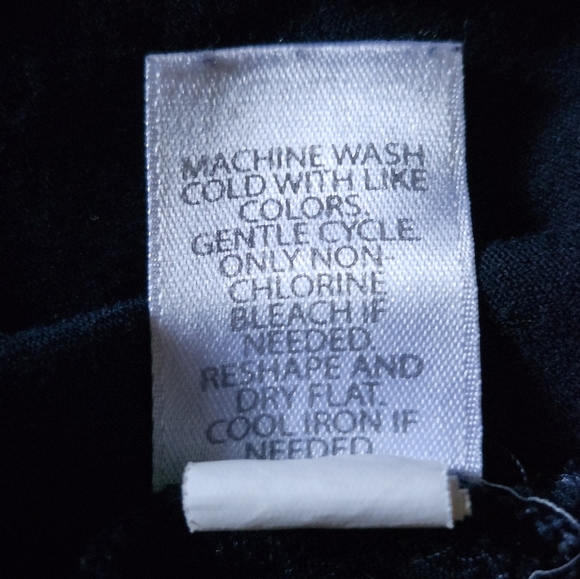 MACHINE WASH
COLD WITH LIKE
COLORS.
GENTLE CYCLE.
ONLY NON-
CHLORINE
BLEACH IF
NEEDED.
RESHAPE AND
DRY FLAT.
COOL IRON IF
NEEDED